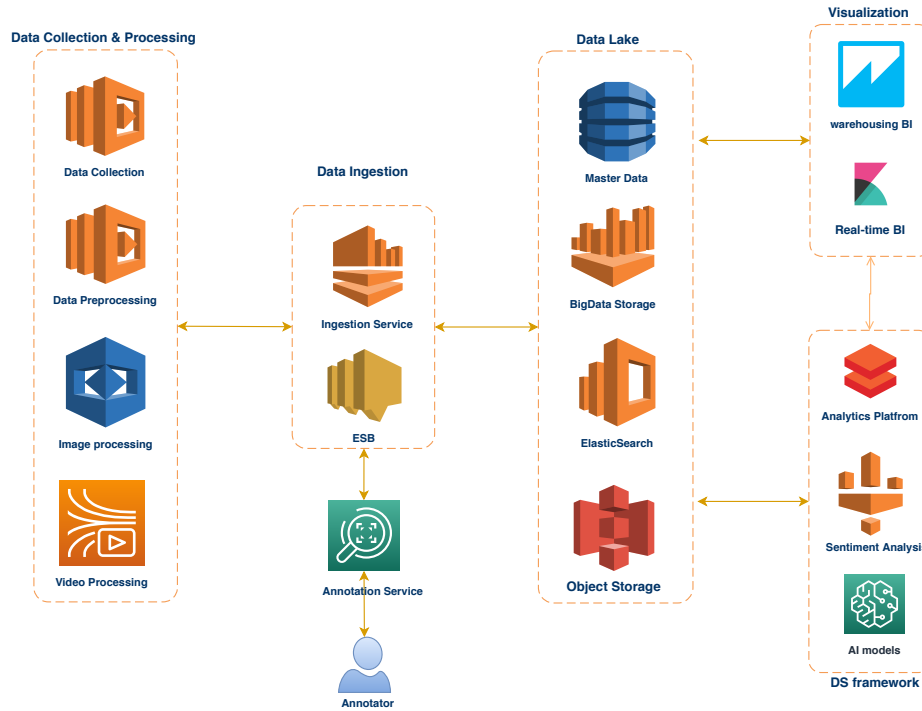 Data Collection & Processing
Data Collection
Data Preprocessing
Image processing
Video Processing
Data Ingestion
Ingestion Service
ESB
Annotation Service
Annotator
Data Lake
Master Data
BigData Storage
ElasticSearch
Object Storage
Visualization
warehousing BI
Real-time BI
Analytics Platfrom
Sentiment Analysi
AI models
DS framework